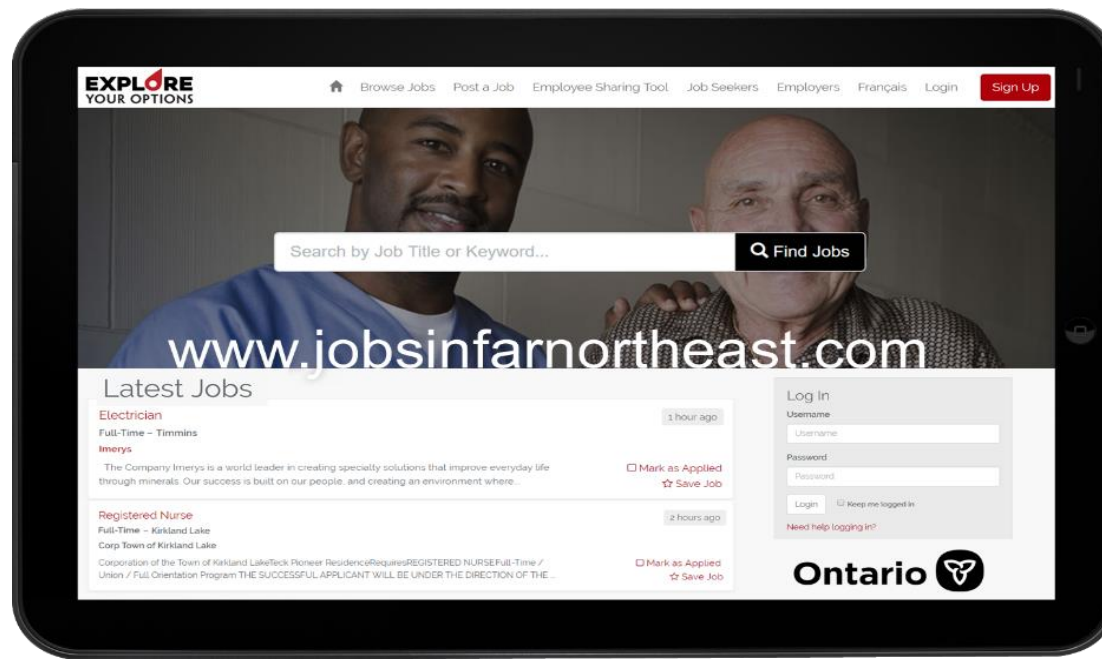 EXPLORE
YOUR OPTIONS
Browse Jobs Post a Job Employee Sharing Tool Job Seekers Employers Français Login Sign Up
Search by Job Title or Keyword... Find Jobs
www.jobsinfarnortheast.com
Latest Jobs
Electrician
1 hour ago
Full-Time – Timmins
Imerys
The Company Imerys is a world leader in creating specialty solutions that improve everyday life
through minerals. Our success is built on our people, and creating an environment where...
Mark as Applied
Save Job
Registered Nurse
2 hours ago
Full-Time – Kirkland Lake
Corp Town of Kirkland Lake
Corporation of the Town of Kirkland LakeTeck Pioneer ResidenceRequiresREGISTERED NURSEFull-Time /
Union / Full Orientation Program THE SUCCESSFUL APPLICANT WILL BE UNDER THE DIRECTION OF THE ...
Mark as Applied
Save Job
Log In
Username
Username
Password
Password
Login Keep me logged in
Need help logging in?
Ontario